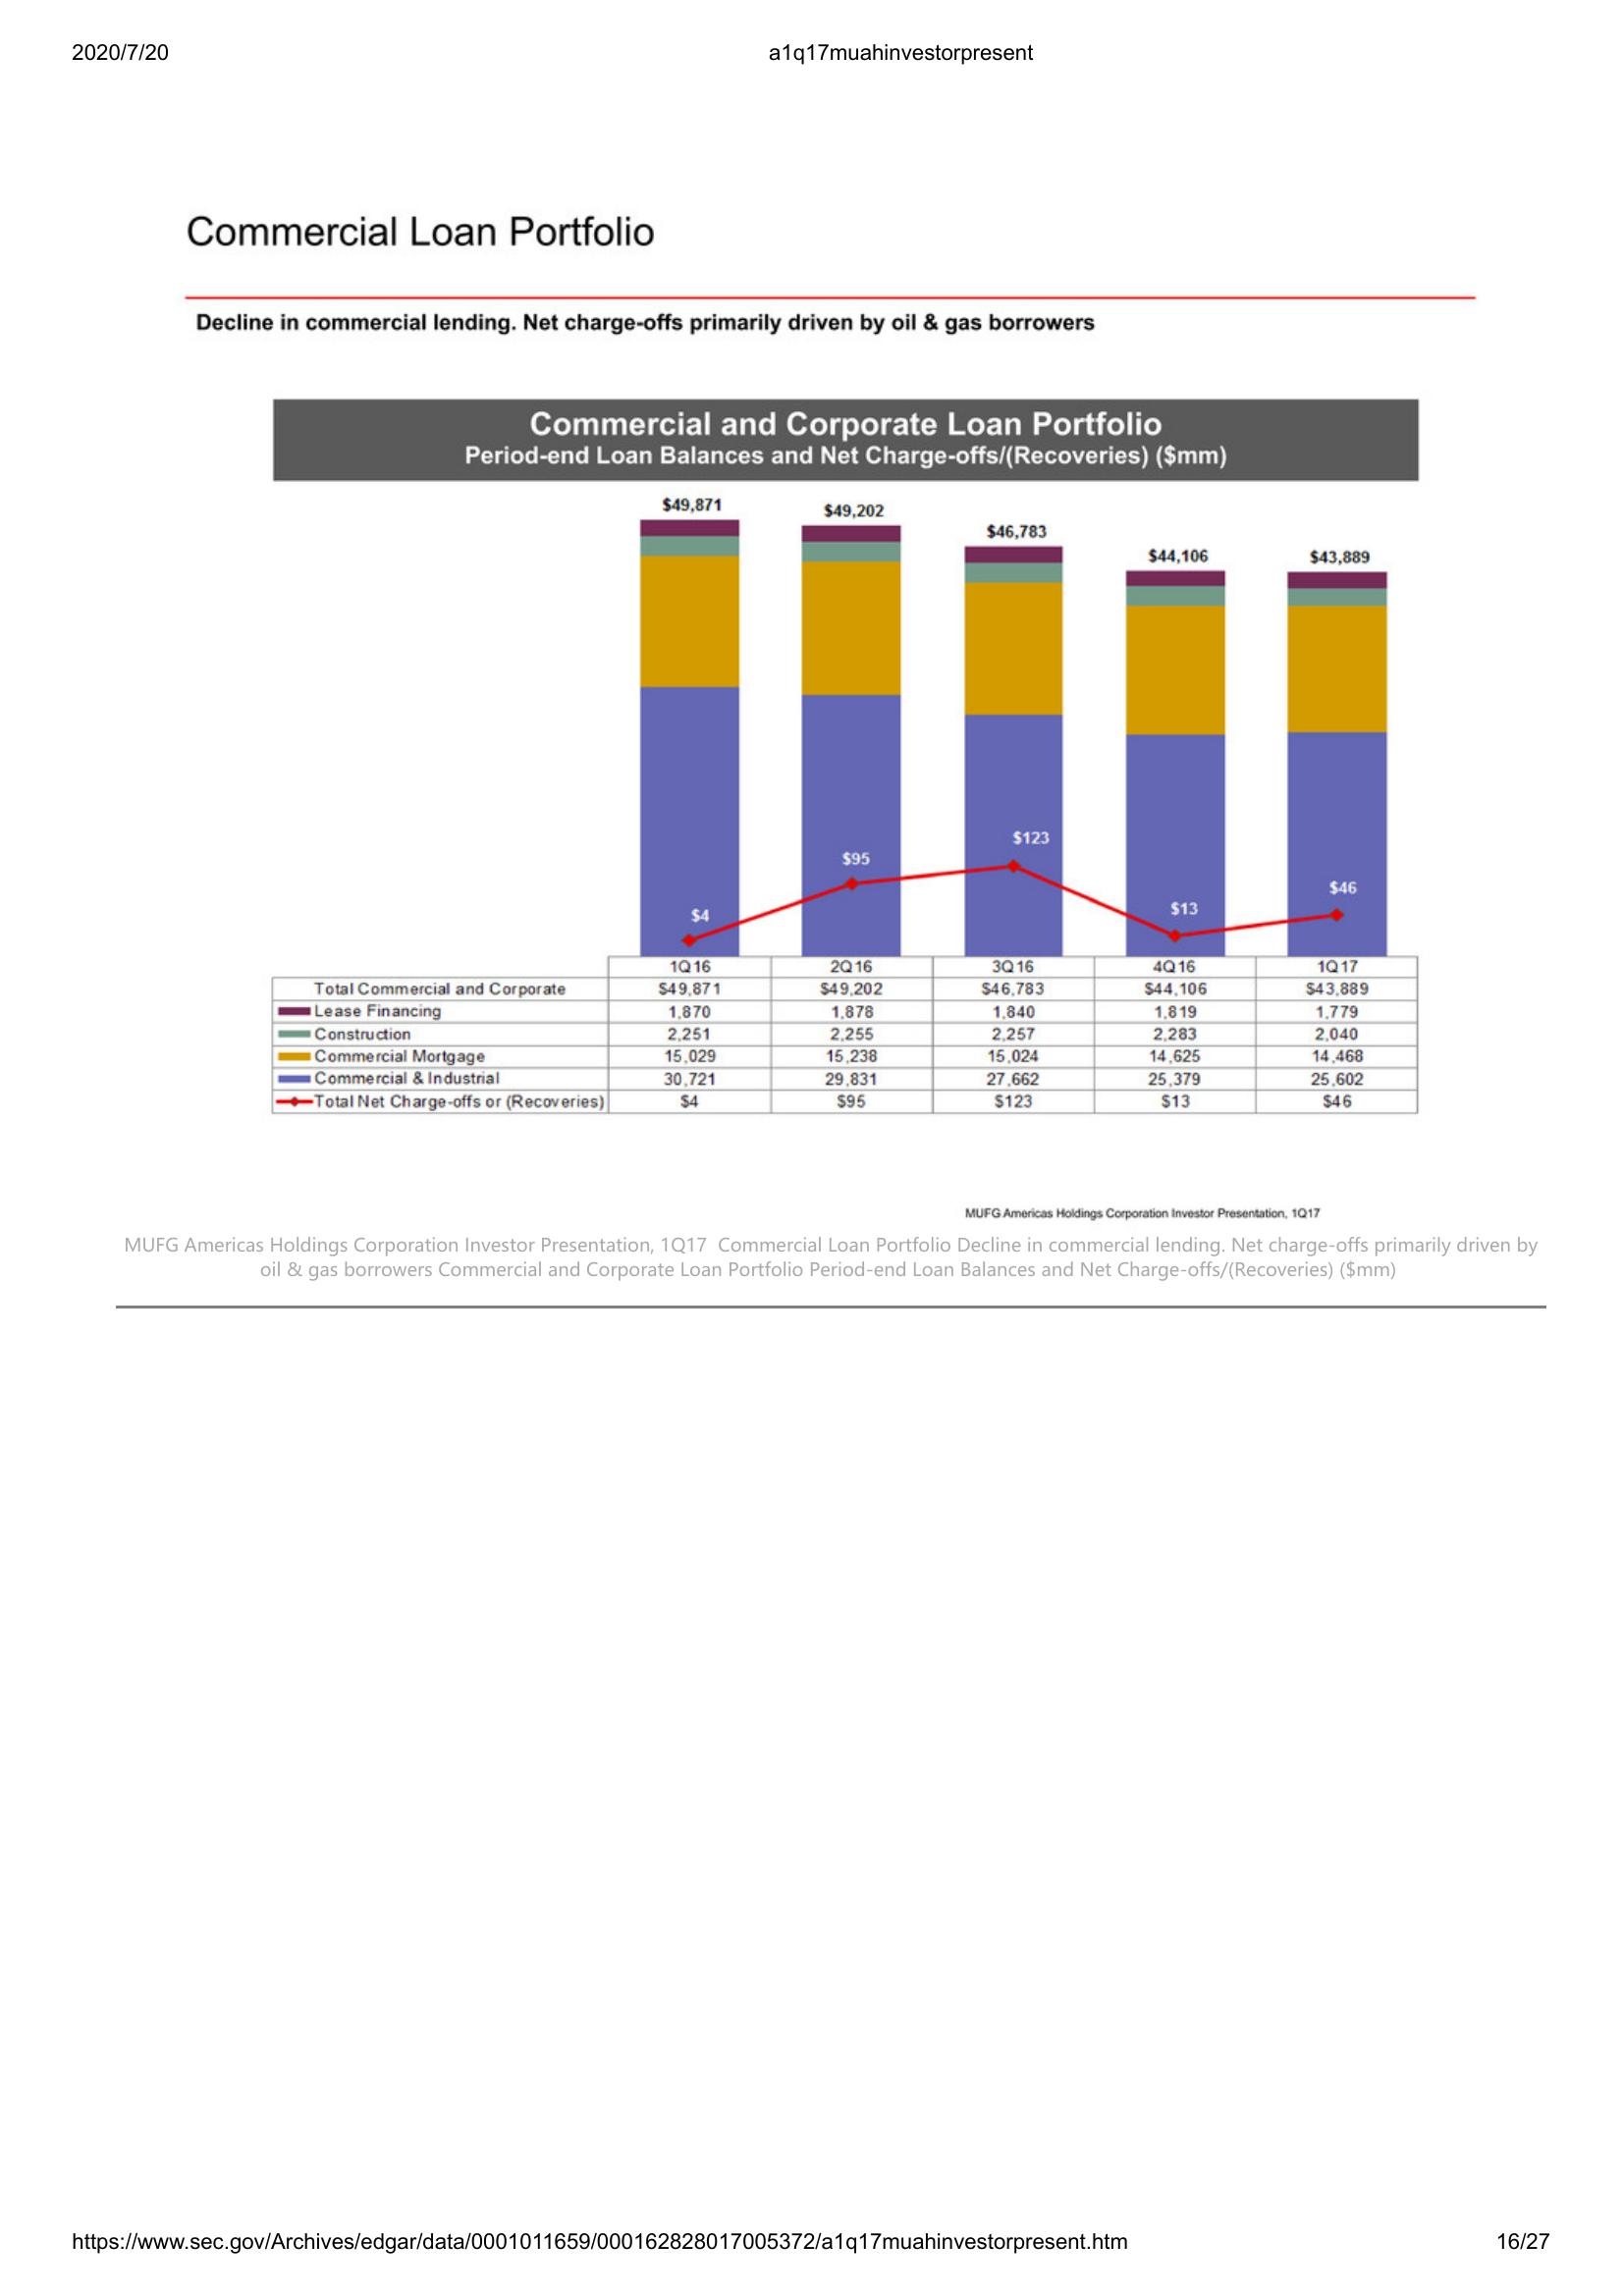 2020/7/20 a1q17muahinvestorpresent
Commercial Loan Portfolio
Decline in commercial lending. Net charge-offs primarily driven by oil & gas borrowers
Commercial and Corporate Loan Portfolio
Period-end Loan Balances and Net Charge-offs/(Recoveries) ($mm)
$49,871 $49,202 $46,783 $44,106 $43,889
$4 $95 $123 $13 $46
1Q16 2Q16 3Q16 4Q16 1Q17
Total Commercial and Corporate $49,871 $49,202 $46,783 $44,106 $43,889
Lease Financing 1,870 1,878 1,840 1,819 1,779
Construction 2,251 2,255 2,257 2,283 2,040
Commercial Mortgage 15,029 15,238 15,024 14,625 14,468
Commercial & Industrial 30,721 29,831 27,662 25,379 25,602
Total Net Charge-offs or (Recoveries) $4 $95 $123 $13 $46
MUFG Americas Holdings Corporation Investor Presentation, 1Q17
MUFG Americas Holdings Corporation Investor Presentation, 1Q17 Commercial Loan Portfolio Decline in commercial lending. Net charge-offs primarily driven by
oil & gas borrowers Commercial and Corporate Loan Portfolio Period-end Loan Balances and Net Charge-offs/(Recoveries) ($mm)
https://www.sec.gov/Archives/edgar/data/0001011659/000162828017005372/a1q17muahinvestorpresent.htm 16/27